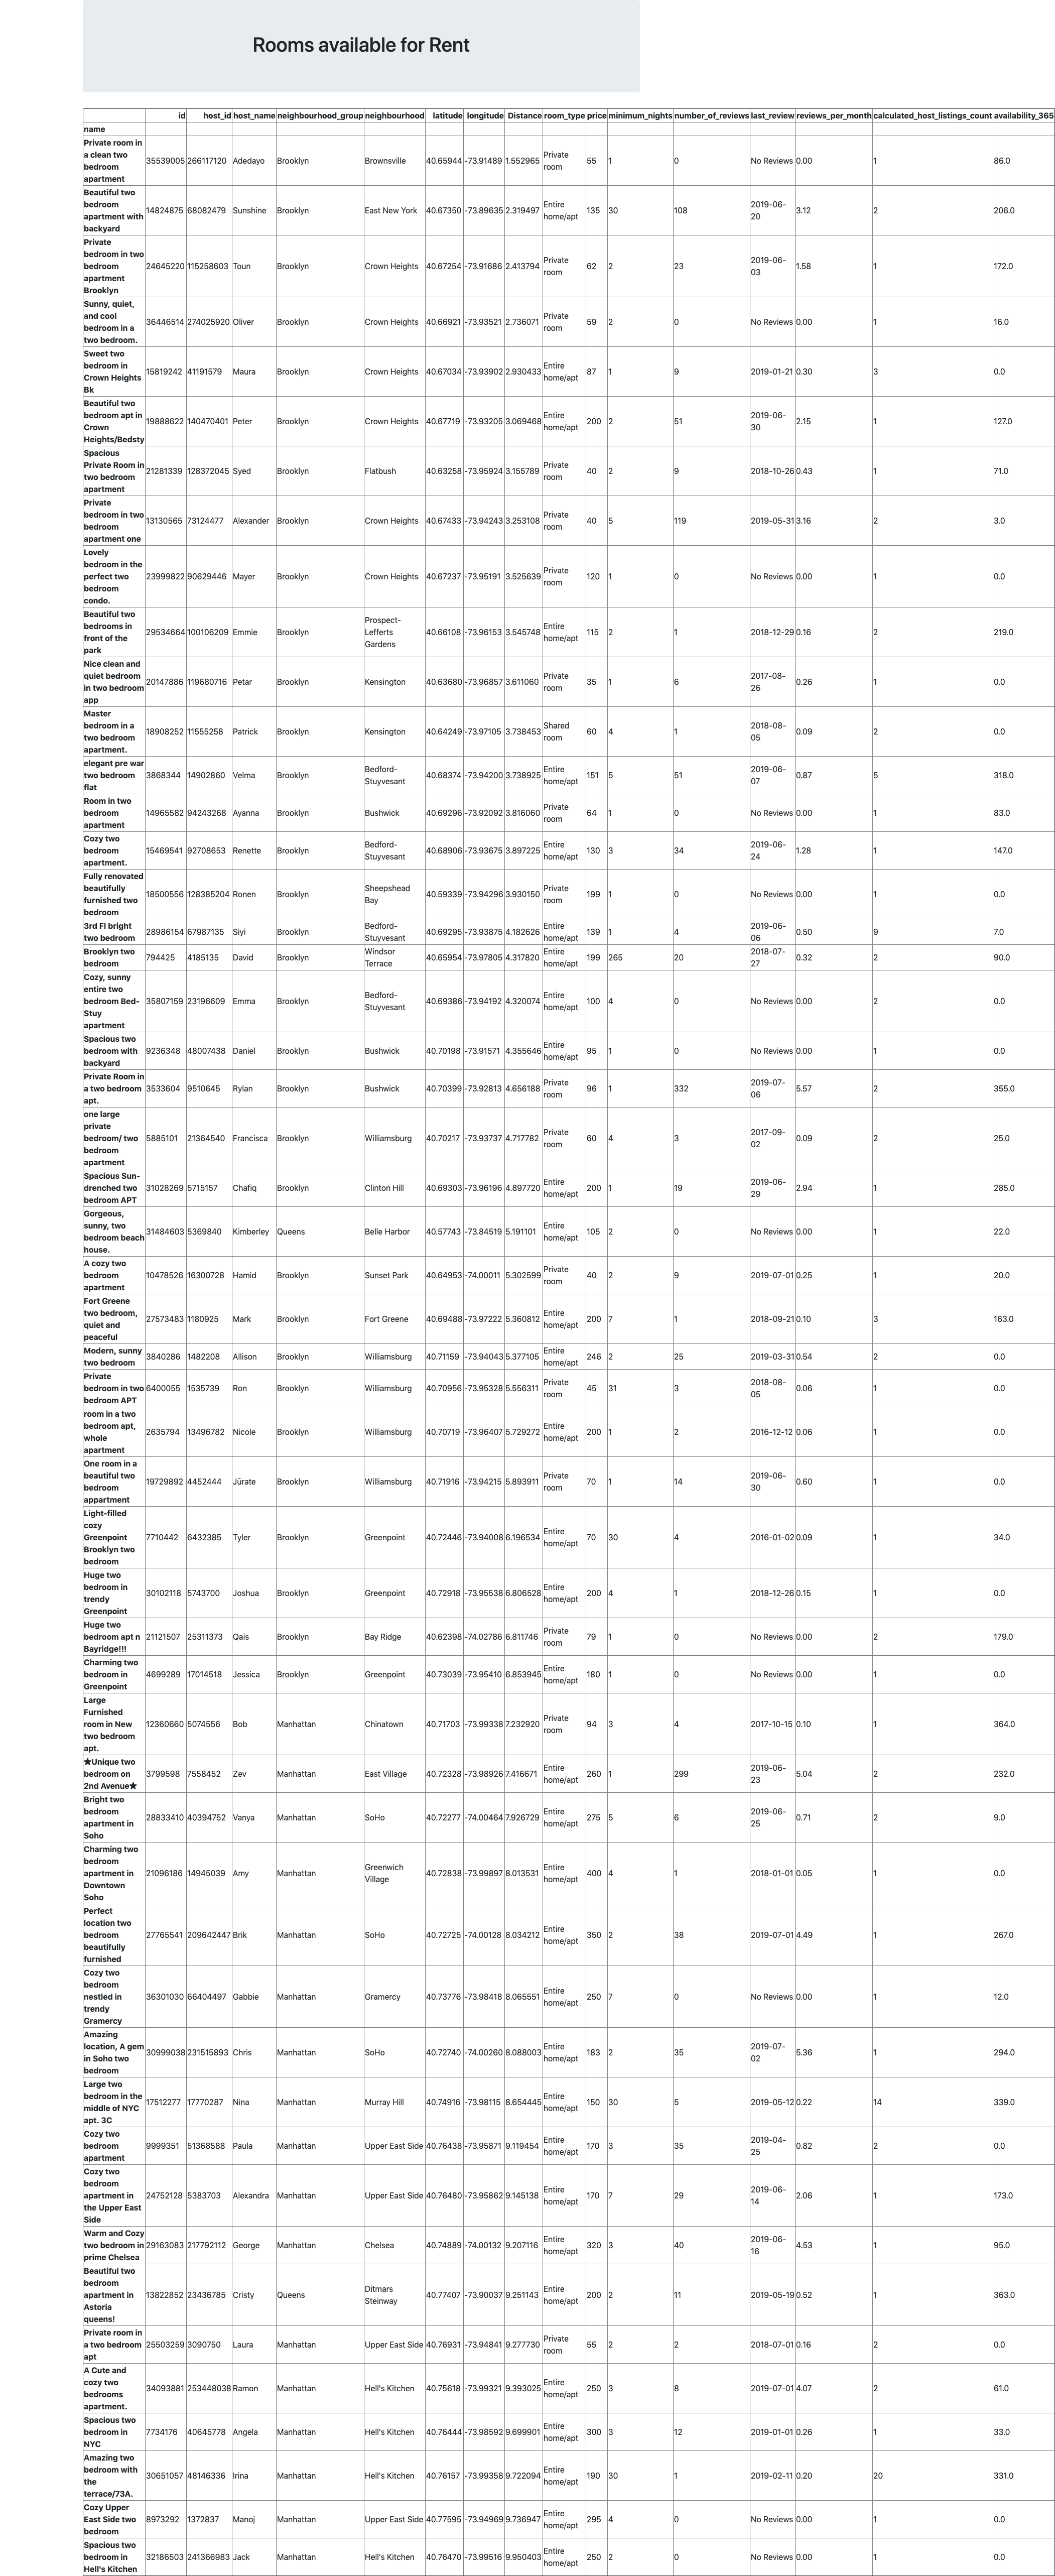 Rooms available for Rent
id host_id host_name neighbourhood_group neighbourhood latitude longitude Distance room_type price minimum_nights number_of_reviews last_review reviews_per_month calculated_host_listings_count availability_365
name
Private room in a clean two bedroom apartment 35539005 266117120 Adedayo Brooklyn Brownsville 40.65944 -73.91489 1.552965 Private room 55 1 0 No Reviews 0.00 1 86.0
Beautiful two bedroom apartment with backyard 14824875 68082479 Sunshine Brooklyn East New York 40.67350 -73.89635 2.319497 Entire home/apt 135 30 108 2019-06-20 3.12 2 206.0
Private bedroom in two bedroom apartment Brooklyn 24645220 115258603 Toun Brooklyn Crown Heights 40.67254 -73.91686 2.413794 Private room 62 2 23 2019-06-03 1.58 1 172.0
Sunny, quiet, and cool bedroom in a two bedroom. 36446514 274025920 Oliver Brooklyn Crown Heights 40.66921 -73.93521 2.736071 Private room 59 2 0 No Reviews 0.00 1 16.0
Sweet two bedroom in Crown Heights Bk 15819242 41191579 Maura Brooklyn Crown Heights 40.67034 -73.93902 2.930433 Entire home/apt 87 1 9 2019-01-21 0.30 3 0.0
Beautiful two bedroom apt in Crown Heights/Bedsty 19888622 140470401 Peter Brooklyn Crown Heights 40.67719 -73.93205 3.069468 Entire home/apt 200 2 51 2019-06-30 2.15 1 127.0
Spacious Private Room in two bedroom apartment 21281339 128372045 Syed Brooklyn Flatbush 40.63258 -73.95924 3.155789 Private room 40 2 9 2018-10-26 0.43 1 71.0
Private bedroom in two bedroom apartment one 13130565 73124477 Alexander Brooklyn Crown Heights 40.67433 -73.94243 3.253108 Private room 40 5 119 2019-05-31 3.16 2 3.0
Lovely bedroom in the perfect two bedroom condo. 23999822 90629446 Mayer Brooklyn Crown Heights 40.67237 -73.95191 3.525639 Private room 120 1 0 No Reviews 0.00 1 0.0
Beautiful two bedrooms in front of the park 29534664 100106209 Emmie Brooklyn Prospect-Lefferts Gardens 40.66108 -73.96153 3.545748 Entire home/apt 115 2 1 2018-12-29 0.16 2 219.0
Nice clean and quiet bedroom in two bedroom app 20147886 119680716 Petar Brooklyn Kensington 40.63680 -73.96857 3.611060 Private room 35 1 6 2017-08-26 0.26 1 0.0
Master bedroom in a two bedroom apartment. 18908252 11555258 Patrick Brooklyn Kensington 40.64249 -73.97105 3.738453 Shared room 60 4 1 2018-08-05 0.09 2 0.0
elegant pre war two bedroom flat 3868344 14902860 Velma Brooklyn Bedford-Stuyvesant 40.68374 -73.94200 3.738925 Entire home/apt 151 5 51 2019-06-07 0.87 5 318.0
Room in two bedroom apartment 14965582 94243268 Ayanna Brooklyn Bushwick 40.69296 -73.92092 3.816060 Private room 64 1 0 No Reviews 0.00 1 83.0
Cozy two bedroom apartment. 15469541 92708653 Renette Brooklyn Bedford-Stuyvesant 40.68906 -73.93675 3.897225 Entire home/apt 130 3 34 2019-06-24 1.28 1 147.0
Fully renovated beautifully furnished two bedroom 18500556 128385204 Ronen Brooklyn Sheepshead Bay 40.59339 -73.94296 3.930150 Private room 199 1 0 No Reviews 0.00 1 0.0
3rd Fl bright two bedroom 28986154 67987135 Siyi Brooklyn Bedford-Stuyvesant 40.69295 -73.93875 4.182626 Entire home/apt 139 1 4 2019-06-06 0.50 9 7.0
Brooklyn two bedroom 794425 4185135 David Brooklyn Windsor Terrace 40.65954 -73.97805 4.317820 Entire home/apt 199 265 20 2018-07-27 0.32 2 90.0
Cozy, sunny entire two bedroom Bed-Stuy apartment 35807159 23196609 Emma Brooklyn Bedford-Stuyvesant 40.69386 -73.94192 4.320074 Entire home/apt 100 4 0 No Reviews 0.00 2 0.0
Spacious two bedroom with backyard 9236348 48007438 Daniel Brooklyn Bushwick 40.70198 -73.91571 4.355646 Entire home/apt 95 1 0 No Reviews 0.00 1 0.0
Private Room in a two bedroom apt. 3533604 9510645 Rylan Brooklyn Bushwick 40.70399 -73.92813 4.656188 Private room 96 1 332 2019-07-06 5.57 2 355.0
one large private bedroom/ two bedroom apartment 5885101 21364540 Francisca Brooklyn Williamsburg 40.70217 -73.93737 4.717782 Private room 60 4 3 2017-09-02 0.09 2 25.0
Spacious Sun-drenched two bedroom APT 31028269 5715157 Chafiq Brooklyn Clinton Hill 40.69303 -73.96196 4.897720 Entire home/apt 200 1 19 2019-06-29 2.94 1 285.0
Gorgeous, sunny, two bedroom beach house. 31484603 5369840 Kimberley Queens Belle Harbor 40.57743 -73.84519 5.191101 Entire home/apt 105 2 0 No Reviews 0.00 1 22.0
A cozy two bedroom apartment 10478526 16300728 Hamid Brooklyn Sunset Park 40.64953 -74.00011 5.302599 Private room 40 2 9 2019-07-01 0.25 1 20.0
Fort Greene two bedroom, quiet and peaceful 27573483 1180925 Mark Brooklyn Fort Greene 40.69488 -73.97222 5.360812 Entire home/apt 200 7 1 2018-09-21 0.10 3 163.0
Modern, sunny two bedroom 3840286 1482208 Allison Brooklyn Williamsburg 40.71159 -73.94043 5.377105 Entire home/apt 246 2 25 2019-03-31 0.54 2 0.0
Private bedroom in two bedroom APT 6400055 1535739 Ron Brooklyn Williamsburg 40.70956 -73.95328 5.556311 Private room 45 31 3 2018-08-05 0.06 1 0.0
room in a two bedroom apt, whole apartment 2635794 13496782 Nicole Brooklyn Williamsburg 40.70719 -73.96407 5.729272 Entire home/apt 200 1 2 2016-12-12 0.06 1 0.0
One room in a beautiful two bedroom appartment 19729892 4452444 Jūrate Brooklyn Williamsburg 40.71916 -73.94215 5.893911 Private room 70 1 14 2019-06-30 0.60 1 0.0
Light-filled cozy Greenpoint Brooklyn two bedroom 7710442 6432385 Tyler Brooklyn Greenpoint 40.72446 -73.94008 6.196534 Entire home/apt 70 30 4 2016-01-02 0.09 1 34.0
Huge two bedroom in trendy Greenpoint 30102118 5743700 Joshua Brooklyn Greenpoint 40.72918 -73.95538 6.806528 Entire home/apt 200 4 1 2018-12-26 0.15 1 0.0
Huge two bedroom apt n Bayridge!!! 21121507 25311373 Qais Brooklyn Bay Ridge 40.62398 -74.02786 6.811746 Private room 79 1 0 No Reviews 0.00 2 179.0
Charming two bedroom in Greenpoint 4699289 17014518 Jessica Brooklyn Greenpoint 40.73039 -73.95410 6.853945 Entire home/apt 180 1 0 No Reviews 0.00 1 0.0
Large Furnished room in New two bedroom apt. 12360660 5074556 Bob Manhattan Chinatown 40.71703 -73.99338 7.232920 Private room 94 3 4 2017-10-15 0.10 1 364.0
★Unique two bedroom on 2nd Avenue★ 3799598 7558452 Zev Manhattan East Village 40.72328 -73.98926 7.416671 Entire home/apt 260 1 299 2019-06-23 5.04 2 232.0
Bright two bedroom apartment in Soho 28833410 40394752 Vanya Manhattan SoHo 40.72277 -74.00464 7.926729 Entire home/apt 275 5 6 2019-06-25 0.71 2 9.0
Charming two bedroom apartment in Downtown Soho 21096186 14945039 Amy Manhattan Greenwich Village 40.72838 -73.99897 8.013531 Entire home/apt 400 4 1 2018-01-01 0.05 1 0.0
Perfect location two bedroom beautifully furnished 27765541 209642447 Brik Manhattan SoHo 40.72725 -74.00128 8.034212 Entire home/apt 350 2 38 2019-07-01 4.49 1 267.0
Cozy two bedroom nestled in trendy Gramercy 36301030 66404497 Gabbie Manhattan Gramercy 40.73776 -73.98418 8.065551 Entire home/apt 250 7 0 No Reviews 0.00 1 12.0
Amazing location, A gem in Soho two bedroom 30999038 231515893 Chris Manhattan SoHo 40.72740 -74.00260 8.088003 Entire home/apt 183 2 35 2019-07-02 5.36 1 294.0
Large two bedroom in the middle of NYC apt. 3C 17512277 17770287 Nina Manhattan Murray Hill 40.74916 -73.98115 8.654445 Entire home/apt 150 30 5 2019-05-12 0.22 14 339.0
Cozy two bedroom apartment 9999351 51368588 Paula Manhattan Upper East Side 40.76438 -73.95871 9.119454 Entire home/apt 170 3 35 2019-04-25 0.82 2 0.0
Cozy two bedroom apartment in the Upper East Side 24752128 5383703 Alexandra Manhattan Upper East Side 40.76480 -73.95862 9.145138 Entire home/apt 170 7 29 2019-06-14 2.06 1 173.0
Warm and Cozy two bedroom in prime Chelsea 29163083 217792112 George Manhattan Chelsea 40.74889 -74.00132 9.207116 Entire home/apt 320 3 40 2019-06-16 4.53 1 95.0
Beautiful two bedroom apartment in Astoria queens! 13822852 23436785 Cristy Queens Ditmars Steinway 40.77407 -73.90037 9.251143 Entire home/apt 200 2 11 2019-05-19 0.52 1 363.0
Private room in a two bedroom apt 25503259 3090750 Laura Manhattan Upper East Side 40.76931 -73.94841 9.277730 Private room 55 2 2 2018-07-01 0.16 2 0.0
A Cute and cozy two bedrooms apartment. 34093881 253448038 Ramon Manhattan Hell's Kitchen 40.75618 -73.99321 9.393025 Entire home/apt 250 3 8 2019-07-01 4.07 2 61.0
Spacious two bedroom in NYC 7734176 40645778 Angela Manhattan Hell's Kitchen 40.76444 -73.98592 9.699901 Entire home/apt 300 3 12 2019-01-01 0.26 1 33.0
Amazing two bedroom with the terrace/73A. 30651057 48146336 Irina Manhattan Hell's Kitchen 40.76157 -73.99358 9.722094 Entire home/apt 190 30 1 2019-02-11 0.20 20 331.0
Cozy Upper East Side two bedroom 8973292 1372837 Manoj Manhattan Upper East Side 40.77595 -73.94969 9.736947 Entire home/apt 295 4 0 No Reviews 0.00 1 0.0
Spacious two bedroom in Hell's Kitchen 32186503 241366983 Jack Manhattan Hell's Kitchen 40.76470 -73.99516 9.950403 Entire home/apt 250 2 0 No Reviews 0.00 1 0.0